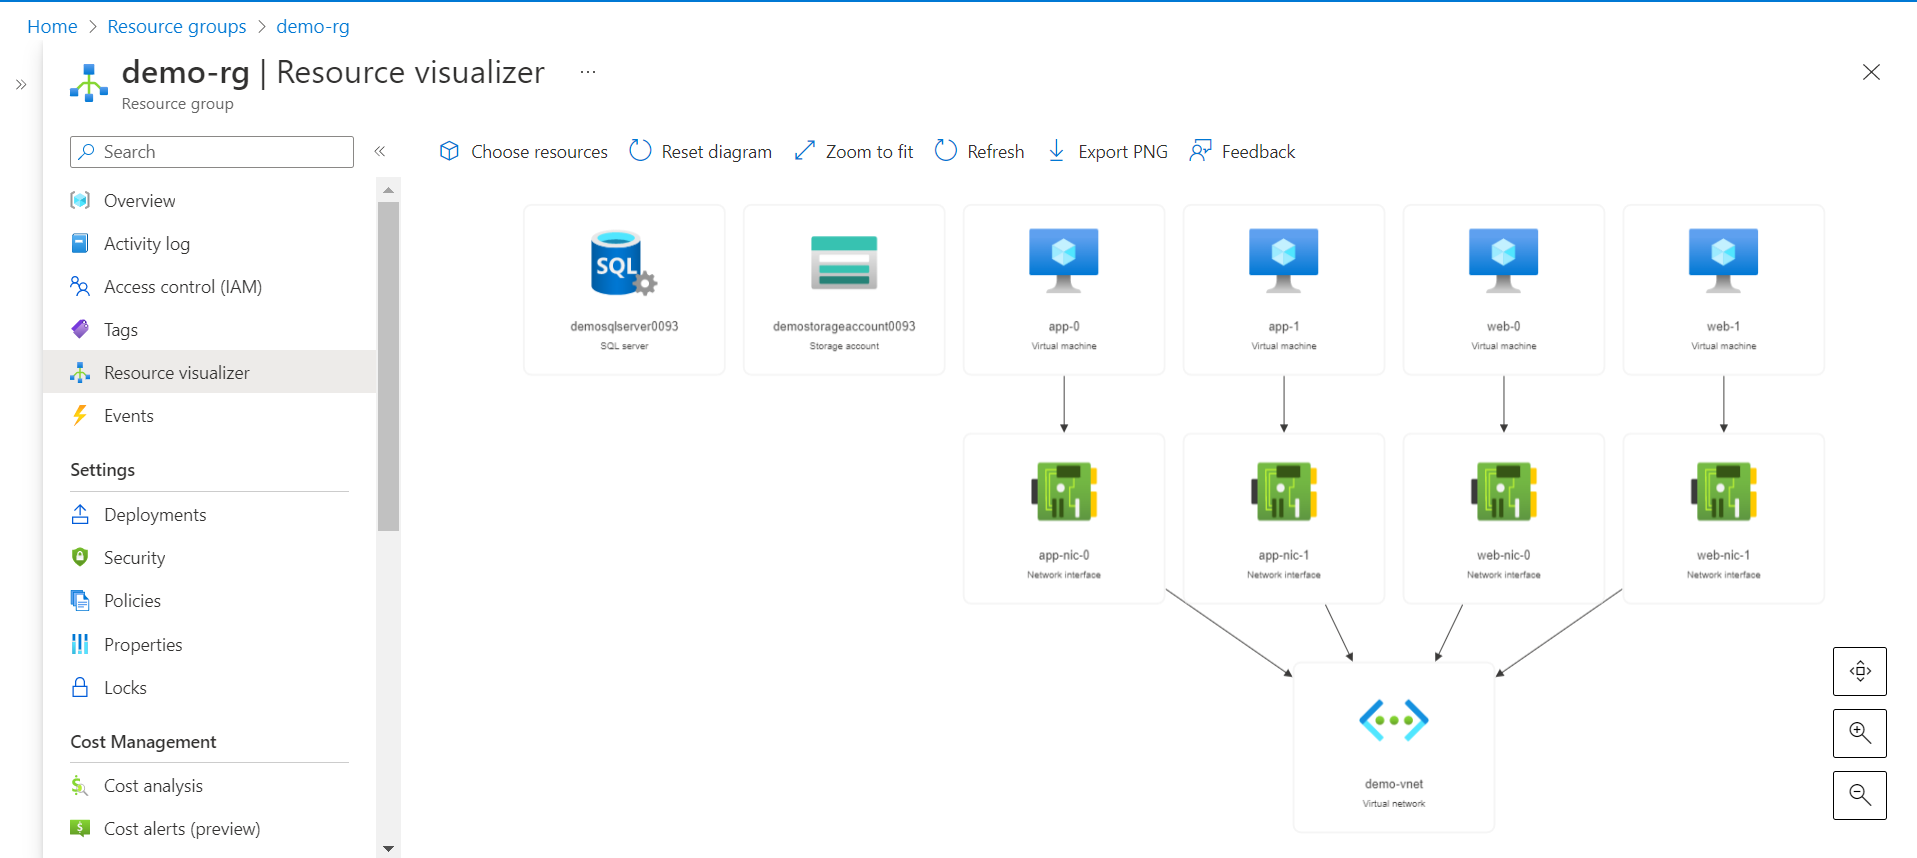 Home > Resource groups > demo-rg
demo-rg | Resource visualizer ...
Resource group
Search
Overview
Activity log
Access control (IAM)
Tags
Resource visualizer
Events
Settings
Deployments
Security
Policies
Properties
Locks
Cost Management
Cost analysis
Cost alerts (preview)
Choose resources Reset diagram Zoom to fit Refresh Export PNG Feedback
SQL
demosqlserver0093
SQL server
demostorageaccount0093
Storage account
app-0
Virtual machine
app-1
Virtual machine
web-0
Virtual machine
web-1
Virtual machine
app-nic-0
Network interface
app-nic-1
Network interface
web-nic-0
Network interface
web-nic-1
Network interface
demo-vnet
Virtual network